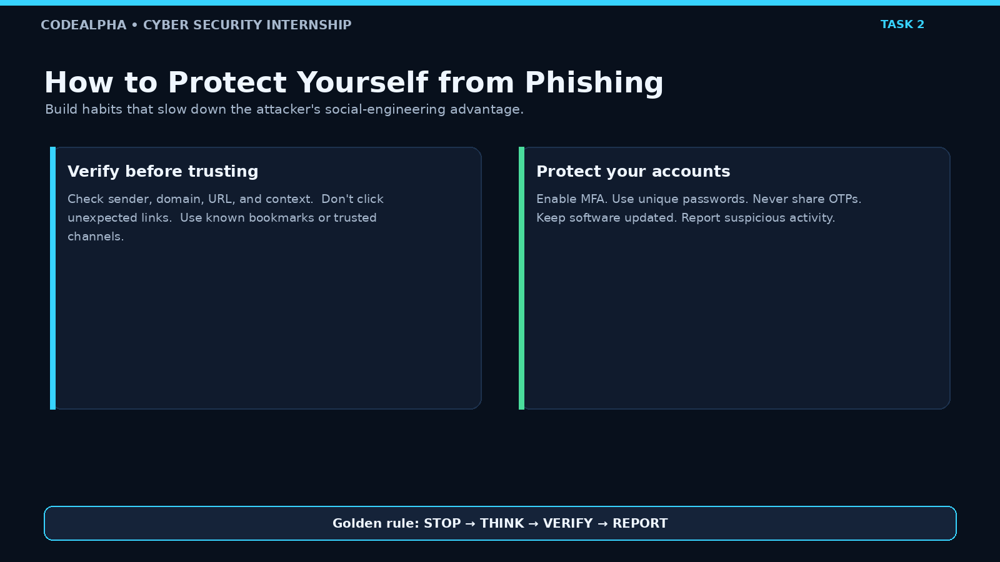 CODEALPHA • CYBER SECURITY INTERNSHIP
TASK 2
How to Protect Yourself from Phishing
Build habits that slow down the attacker's social-engineering advantage.
Verify before trusting
Check sender, domain, URL, and context.  Don't click
unexpected links.  Use known bookmarks or trusted
channels.
Protect your accounts
Enable MFA. Use unique passwords. Never share OTPs.
Keep software updated. Report suspicious activity.
Golden rule: STOP → THINK → VERIFY → REPORT